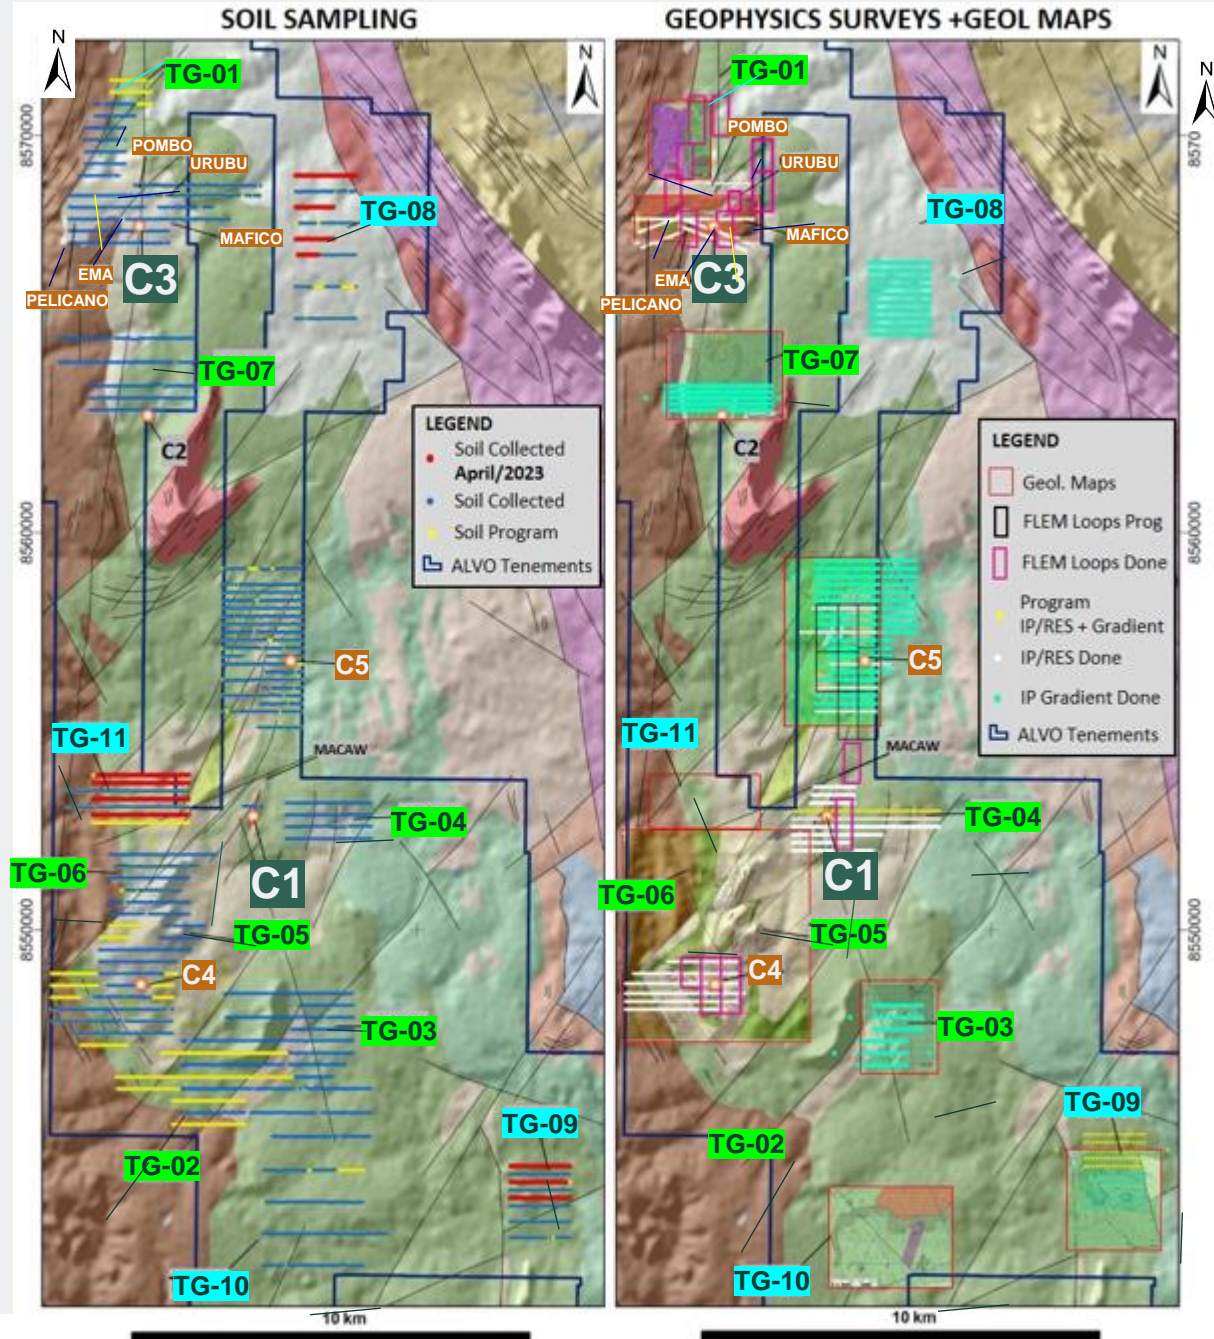 SOIL SAMPLING
N
N
TG-01
POMBO
URUBU
TG-08
MAFICO
EMA
C3
PELICANO
TG-07
C2
LEGEND
Soil Collected
April/2023
Soil Collected
Soil Program
ALVO Tenements
C5
TG-11
MACAW
TG-04
TG-06
C1
TG-05
C4
TG-03
TG-09
TG-02
TG-10
10 km
8570000
8560000
8550000
GEOPHYSICS SURVEYS +GEOL MAPS
N
N
TG-01
POMBO
URUBU
TG-08
MAFICO
EMA
C3
PELICANO
TG-07
C2
LEGEND
Geol. Maps
FLEM Loops Prog
FLEM Loops Done
Program
IP/RES + Gradient
IP/RES Done
IP Gradient Done
ALVO Tenements
C5
TG-11
MACAW
TG-04
C1
TG-06
TG-05
C4
TG-03
TG-09
TG-02
TG-10
10 km
8570
8560000
8550000